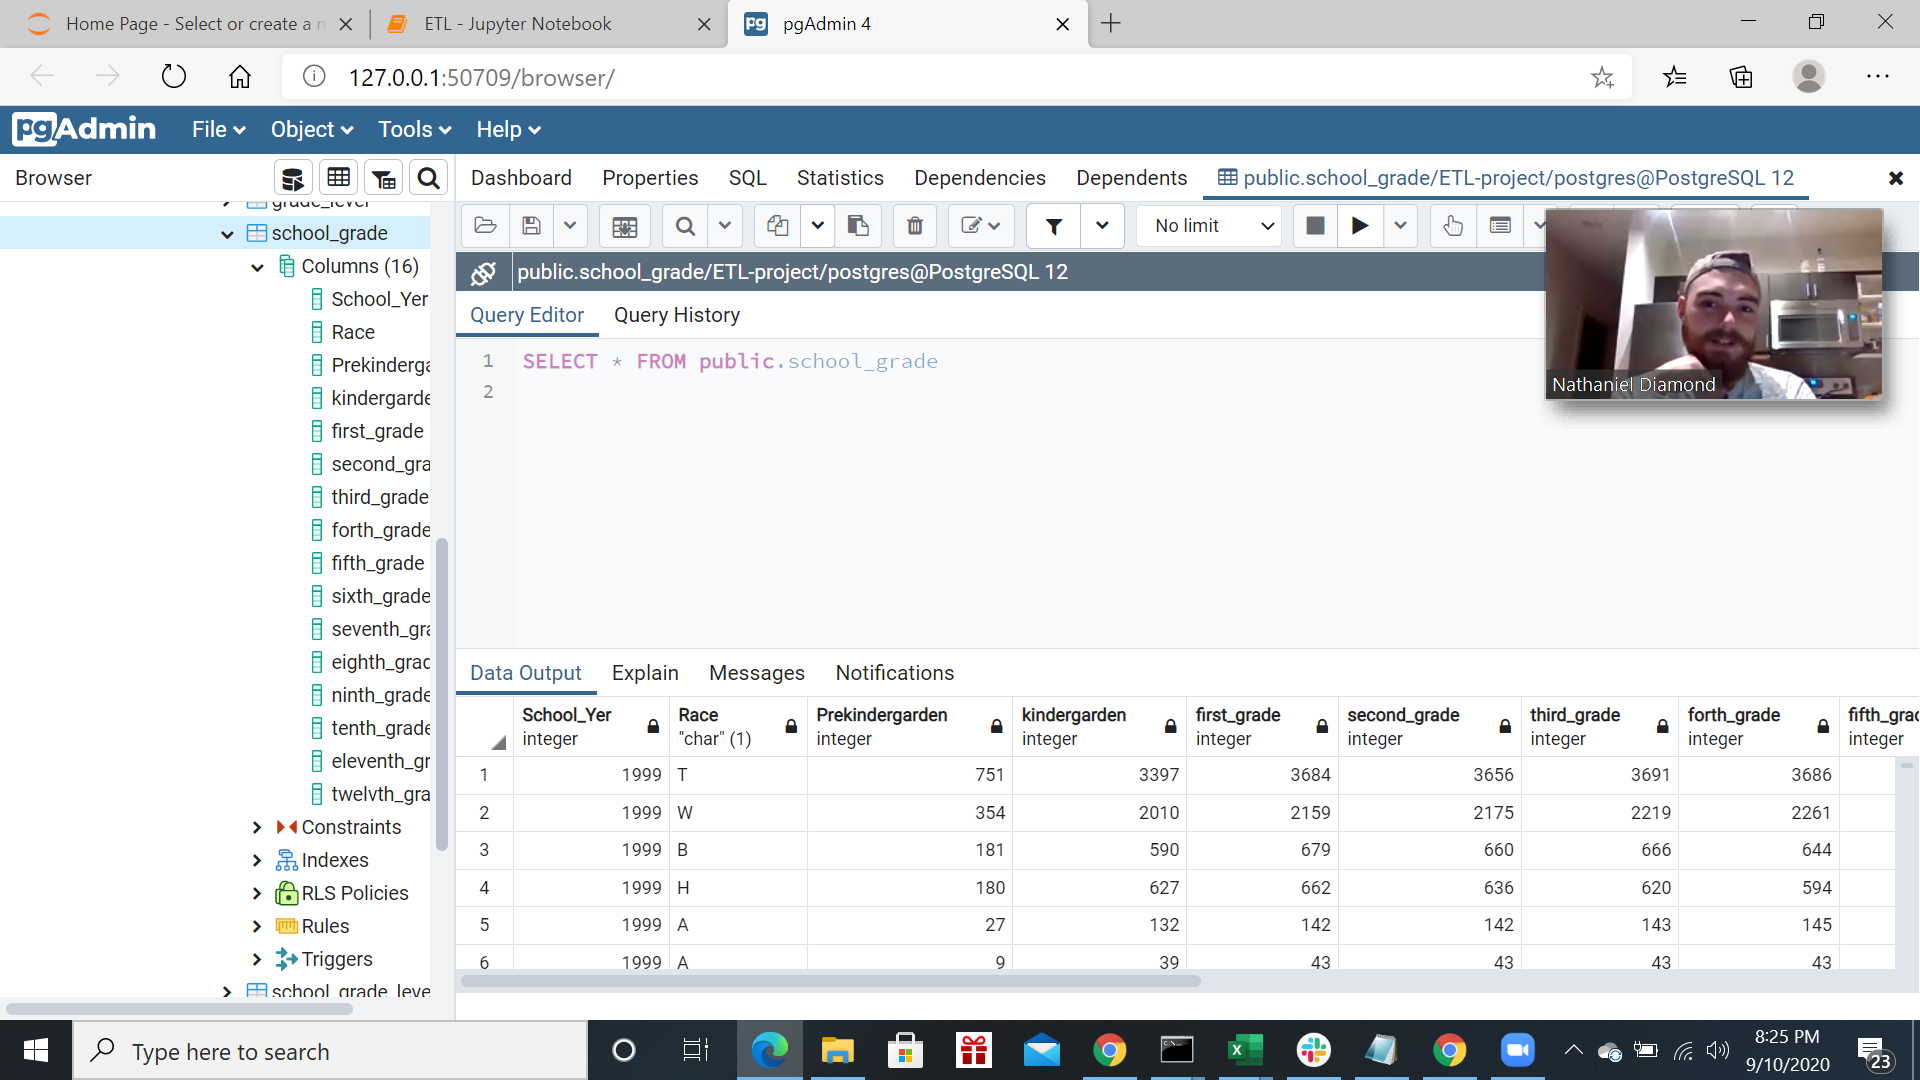 Home Page - Select or create a n
ETL - Jupyter Notebook
pgAdmin 4
127.0.0.1:50709/browser/
pgAdmin File Object Tools Help
Browser
Dashboard Properties SQL Statistics Dependencies Dependents public.school_grade/ETL-project/postgres@PostgreSQL 12
grade_level
school_grade
Columns (16)
School_Yer
Race
Prekinderga
kindergarde
first_grade
second_gra
third_grade
forth_grade
fifth_grade
sixth_grade
seventh_gra
eighth_grad
ninth_grade
tenth_grade
eleventh_gr
twelvth_gra
Constraints
Indexes
RLS Policies
Rules
Triggers
school_grade_leve
No limit
public.school_grade/ETL-project/postgres@PostgreSQL 12
Query Editor Query History
1 SELECT * FROM public.school_grade
2
Nathaniel Diamond
Data Output Explain Messages Notifications
School_Yer Race Prekindergarden kindergarden first_grade second_grade third_grade forth_grade fifth_grad
integer "char" (1) integer integer integer integer integer integer integer
1 1999 T 751 3397 3684 3656 3691 3686
2 1999 W 354 2010 2159 2175 2219 2261
3 1999 B 181 590 679 660 666 644
4 1999 H 180 627 662 636 620 594
5 1999 A 27 132 142 142 143 145
6 1999 A 9 39 43 43 43 43
Type here to search
8:25 PM
9/10/2020
23